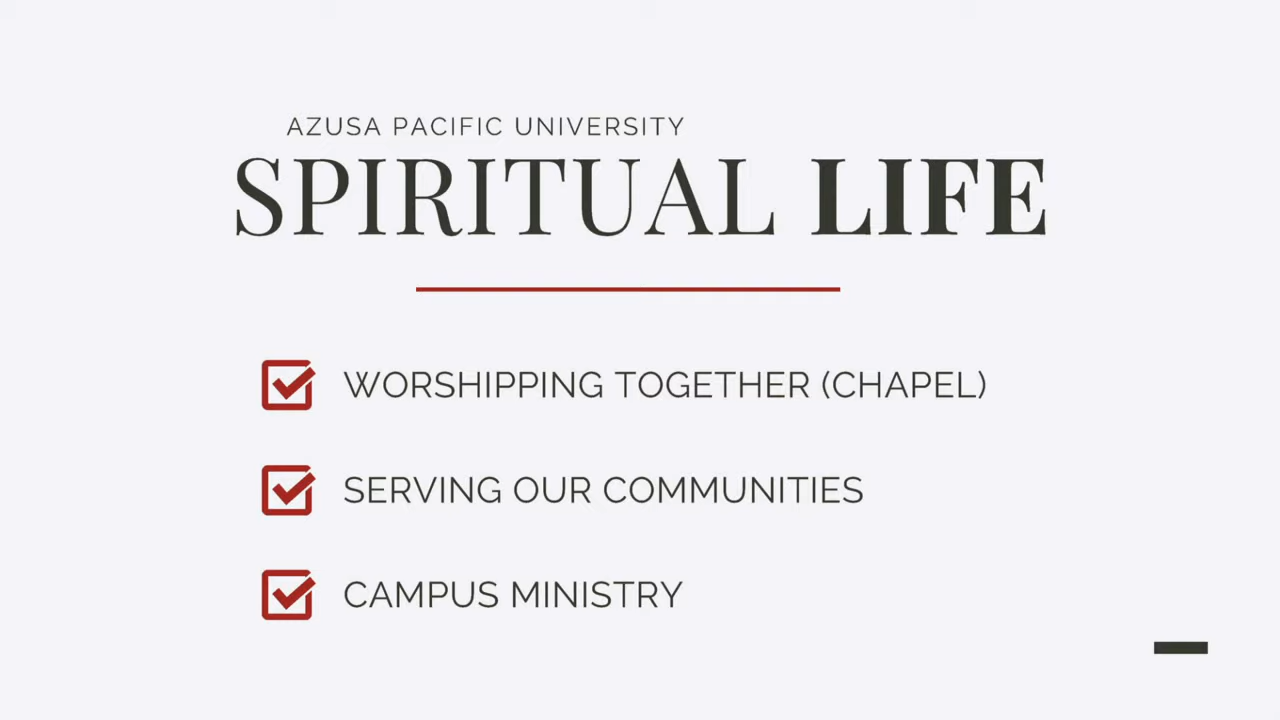 AZUSA PACIFIC UNIVERSITY
SPIRITUAL LIFE
WORSHIPPING TOGETHER (CHAPEL)
SERVING OUR COMMUNITIES
CAMPUS MINISTRY